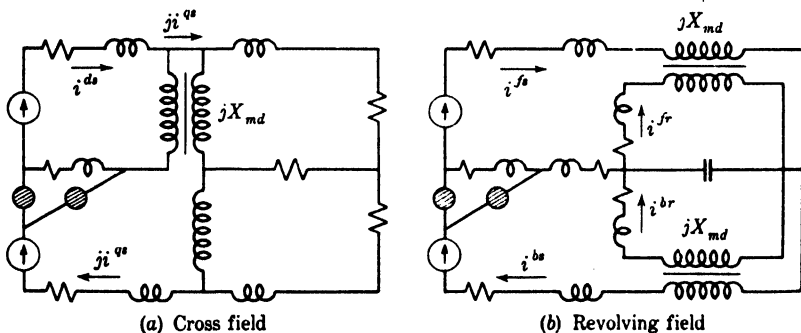 ji^{qs}
i^{ds}
jX_{md}
ji^{qs}
(a) Cross field
jX_{md}
i^{fs}
i^{fr}
i^{br}
jX_{md}
i^{bs}
(b) Revolving field